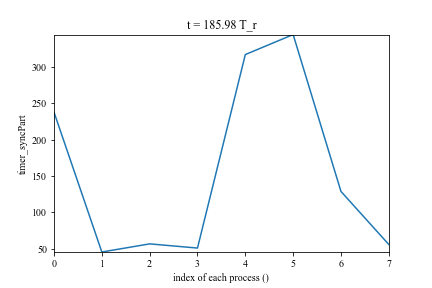 t = 185.98 T_r
timer_syncPart
300
250
200
150
100
50
0 1 2 3 4 5 6 7
index of each process ()